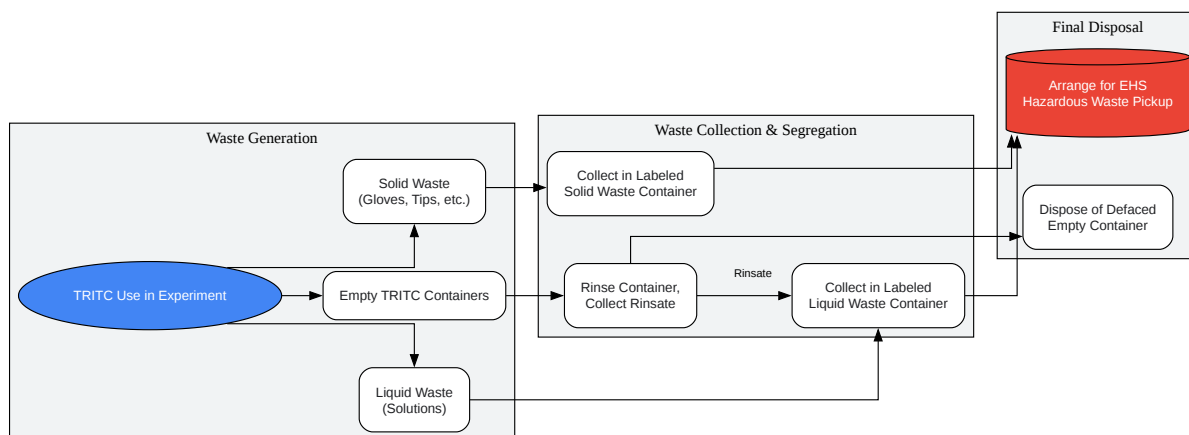 Final Disposal
Arrange for EHS
Hazardous Waste Pickup
Waste Generation
Waste Collection & Segregation
Solid Waste
(Gloves, Tips, etc.)
Collect in Labeled
Solid Waste Container
Dispose of Defaced
Empty Container
TRITC Use in Experiment
Empty TRITC Containers
Rinse Container,
Collect Rinsate
Rinsate
Collect in Labeled
Liquid Waste Container
Liquid Waste
(Solutions)